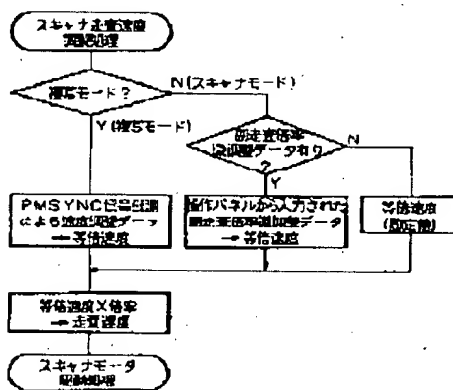 スキャナ走査速度
調整処理
複写モード？
N(スキャナモード)
Y(複写モード)
副走査倍率
微調整データ有り
？
N
Y
PMSYNC信号回測
による速度調整データ
→等倍速度
操作パネルから入力された
副走査倍率微調整データ
→等倍速度
等倍速度
(固定値)
等倍速度×倍率
→走査速度
スキャナモータ
駆動処理